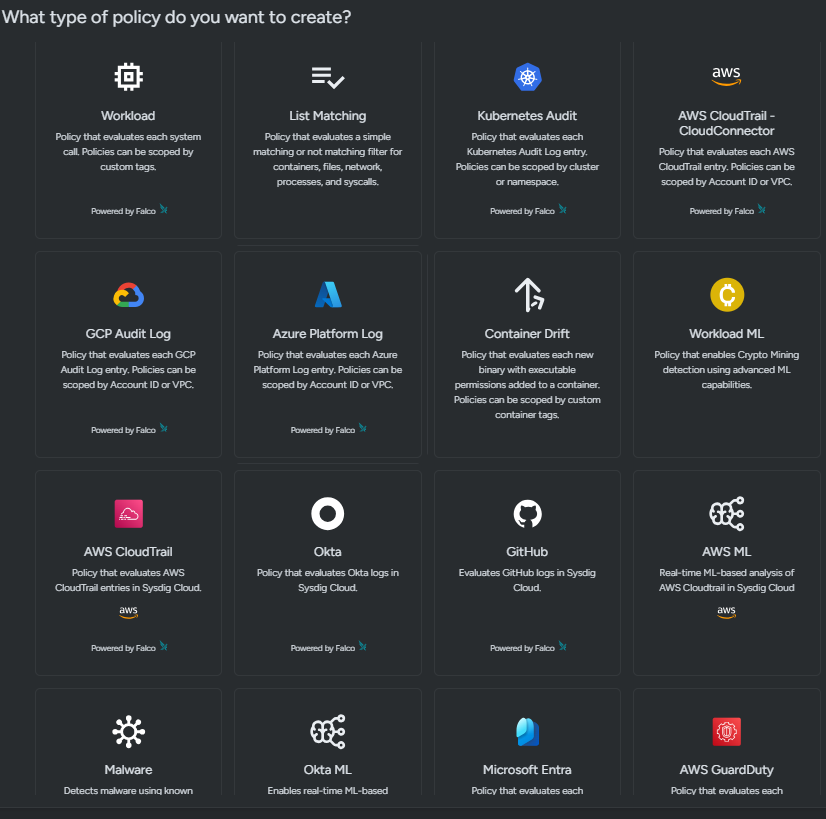 What type of policy do you want to create?
Workload
Policy that evaluates each system
call. Policies can be scoped by
custom tags.
Powered by Falco
List Matching
Policy that evaluates a simple
matching or not matching filter for
containers, files, network,
processes, and syscalls.
Kubernetes Audit
Policy that evaluates each
Kubernetes Audit Log entry.
Policies can be scoped by cluster
or namespace.
Powered by Falco
aws
AWS CloudTrail -
CloudConnector
Policy that evaluates each AWS
CloudTrail entry. Policies can be
scoped by Account ID or VPC.
Powered by Falco
GCP Audit Log
Policy that evaluates each GCP
Audit Log entry. Policies can be
scoped by Account ID or VPC.
Powered by Falco
Azure Platform Log
Policy that evaluates each Azure
Platform Log entry. Policies can be
scoped by Account ID or VPC.
Powered by Falco
Container Drift
Policy that evaluates each new
binary with executable
permissions added to a container.
Policies can be scoped by custom
container tags.
Workload ML
Policy that enables Crypto Mining
detection using advanced ML
capabilities.
AWS CloudTrail
Policy that evaluates AWS
CloudTrail entries in Sysdig Cloud.
aws
Powered by Falco
Okta
Policy that evaluates Okta logs in
Sysdig Cloud.
Powered by Falco
GitHub
Evaluates GitHub logs in Sysdig
Cloud.
Powered by Falco
AWS ML
Real-time ML-based analysis of
AWS Cloudtrail in Sysdig Cloud
aws
Malware
Detects malware using known
Okta ML
Enables real-time ML-based
Microsoft Entra
Policy that evaluates each
AWS GuardDuty
Policy that evaluates each